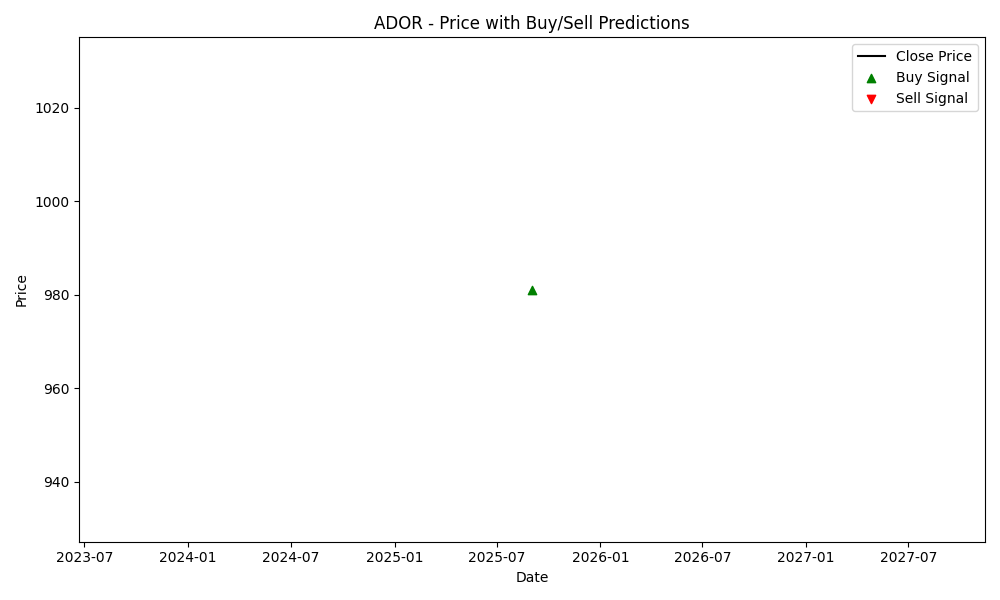 ADOR - Price with Buy/Sell Predictions
Close Price
Buy Signal
Sell Signal
Price
1020
1000
980
960
940
2023-07 2024-01 2024-07 2025-01 2025-07 2026-01 2026-07 2027-01 2027-07
Date